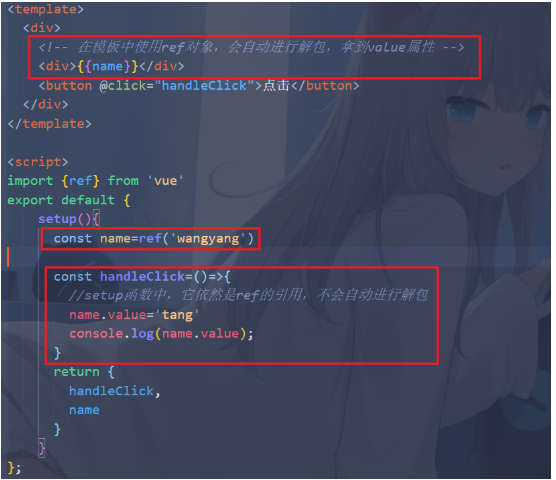 <template>
  <div>
    <!-- 在模板中使用ref对象，会自动进行解包，拿到value属性 -->
    <div>{{name}}</div>
    <button @click="handleClick">点击</button>
  </div>
</template>
<script>
import {ref} from 'vue'
export default {
    setup(){
      const name=ref('wangyang')
      const handleClick=()=>{
        //setup函数中，它依然是ref的引用，不会自动进行解包
        name.value='tang'
        console.log(name.value);
      }
      return {
        handleClick,
        name
      }
    }
};